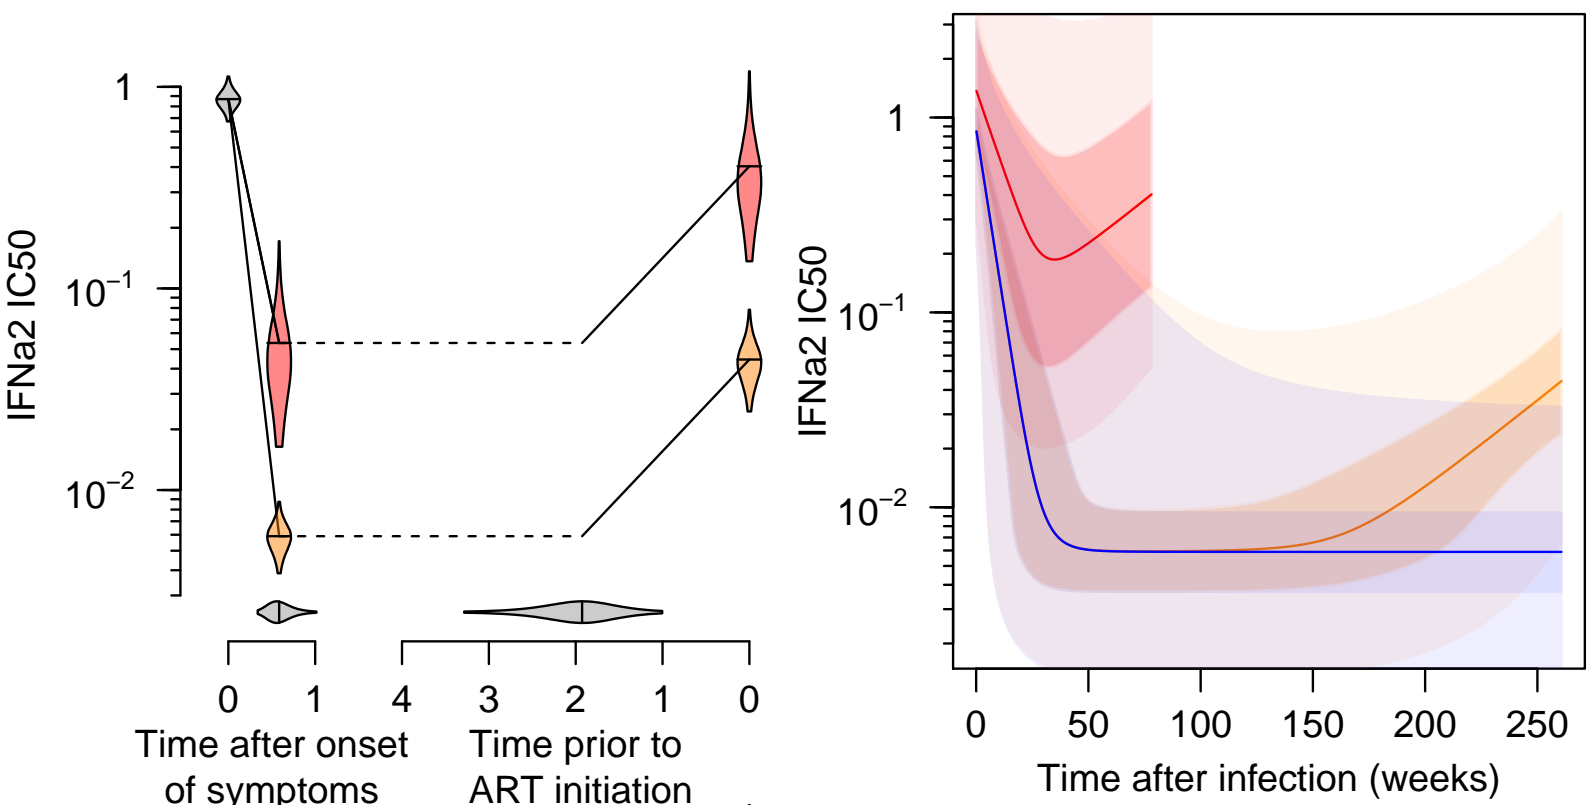 IFNa2 IC50
1
10−1
10−2
0 1 4 3 2 1 0
Time after onset
of symptoms
Time prior to
ART initiation
IFNa2 IC50
1
10−1
10−2
0 50 100 150 200 250
Time after infection (weeks)